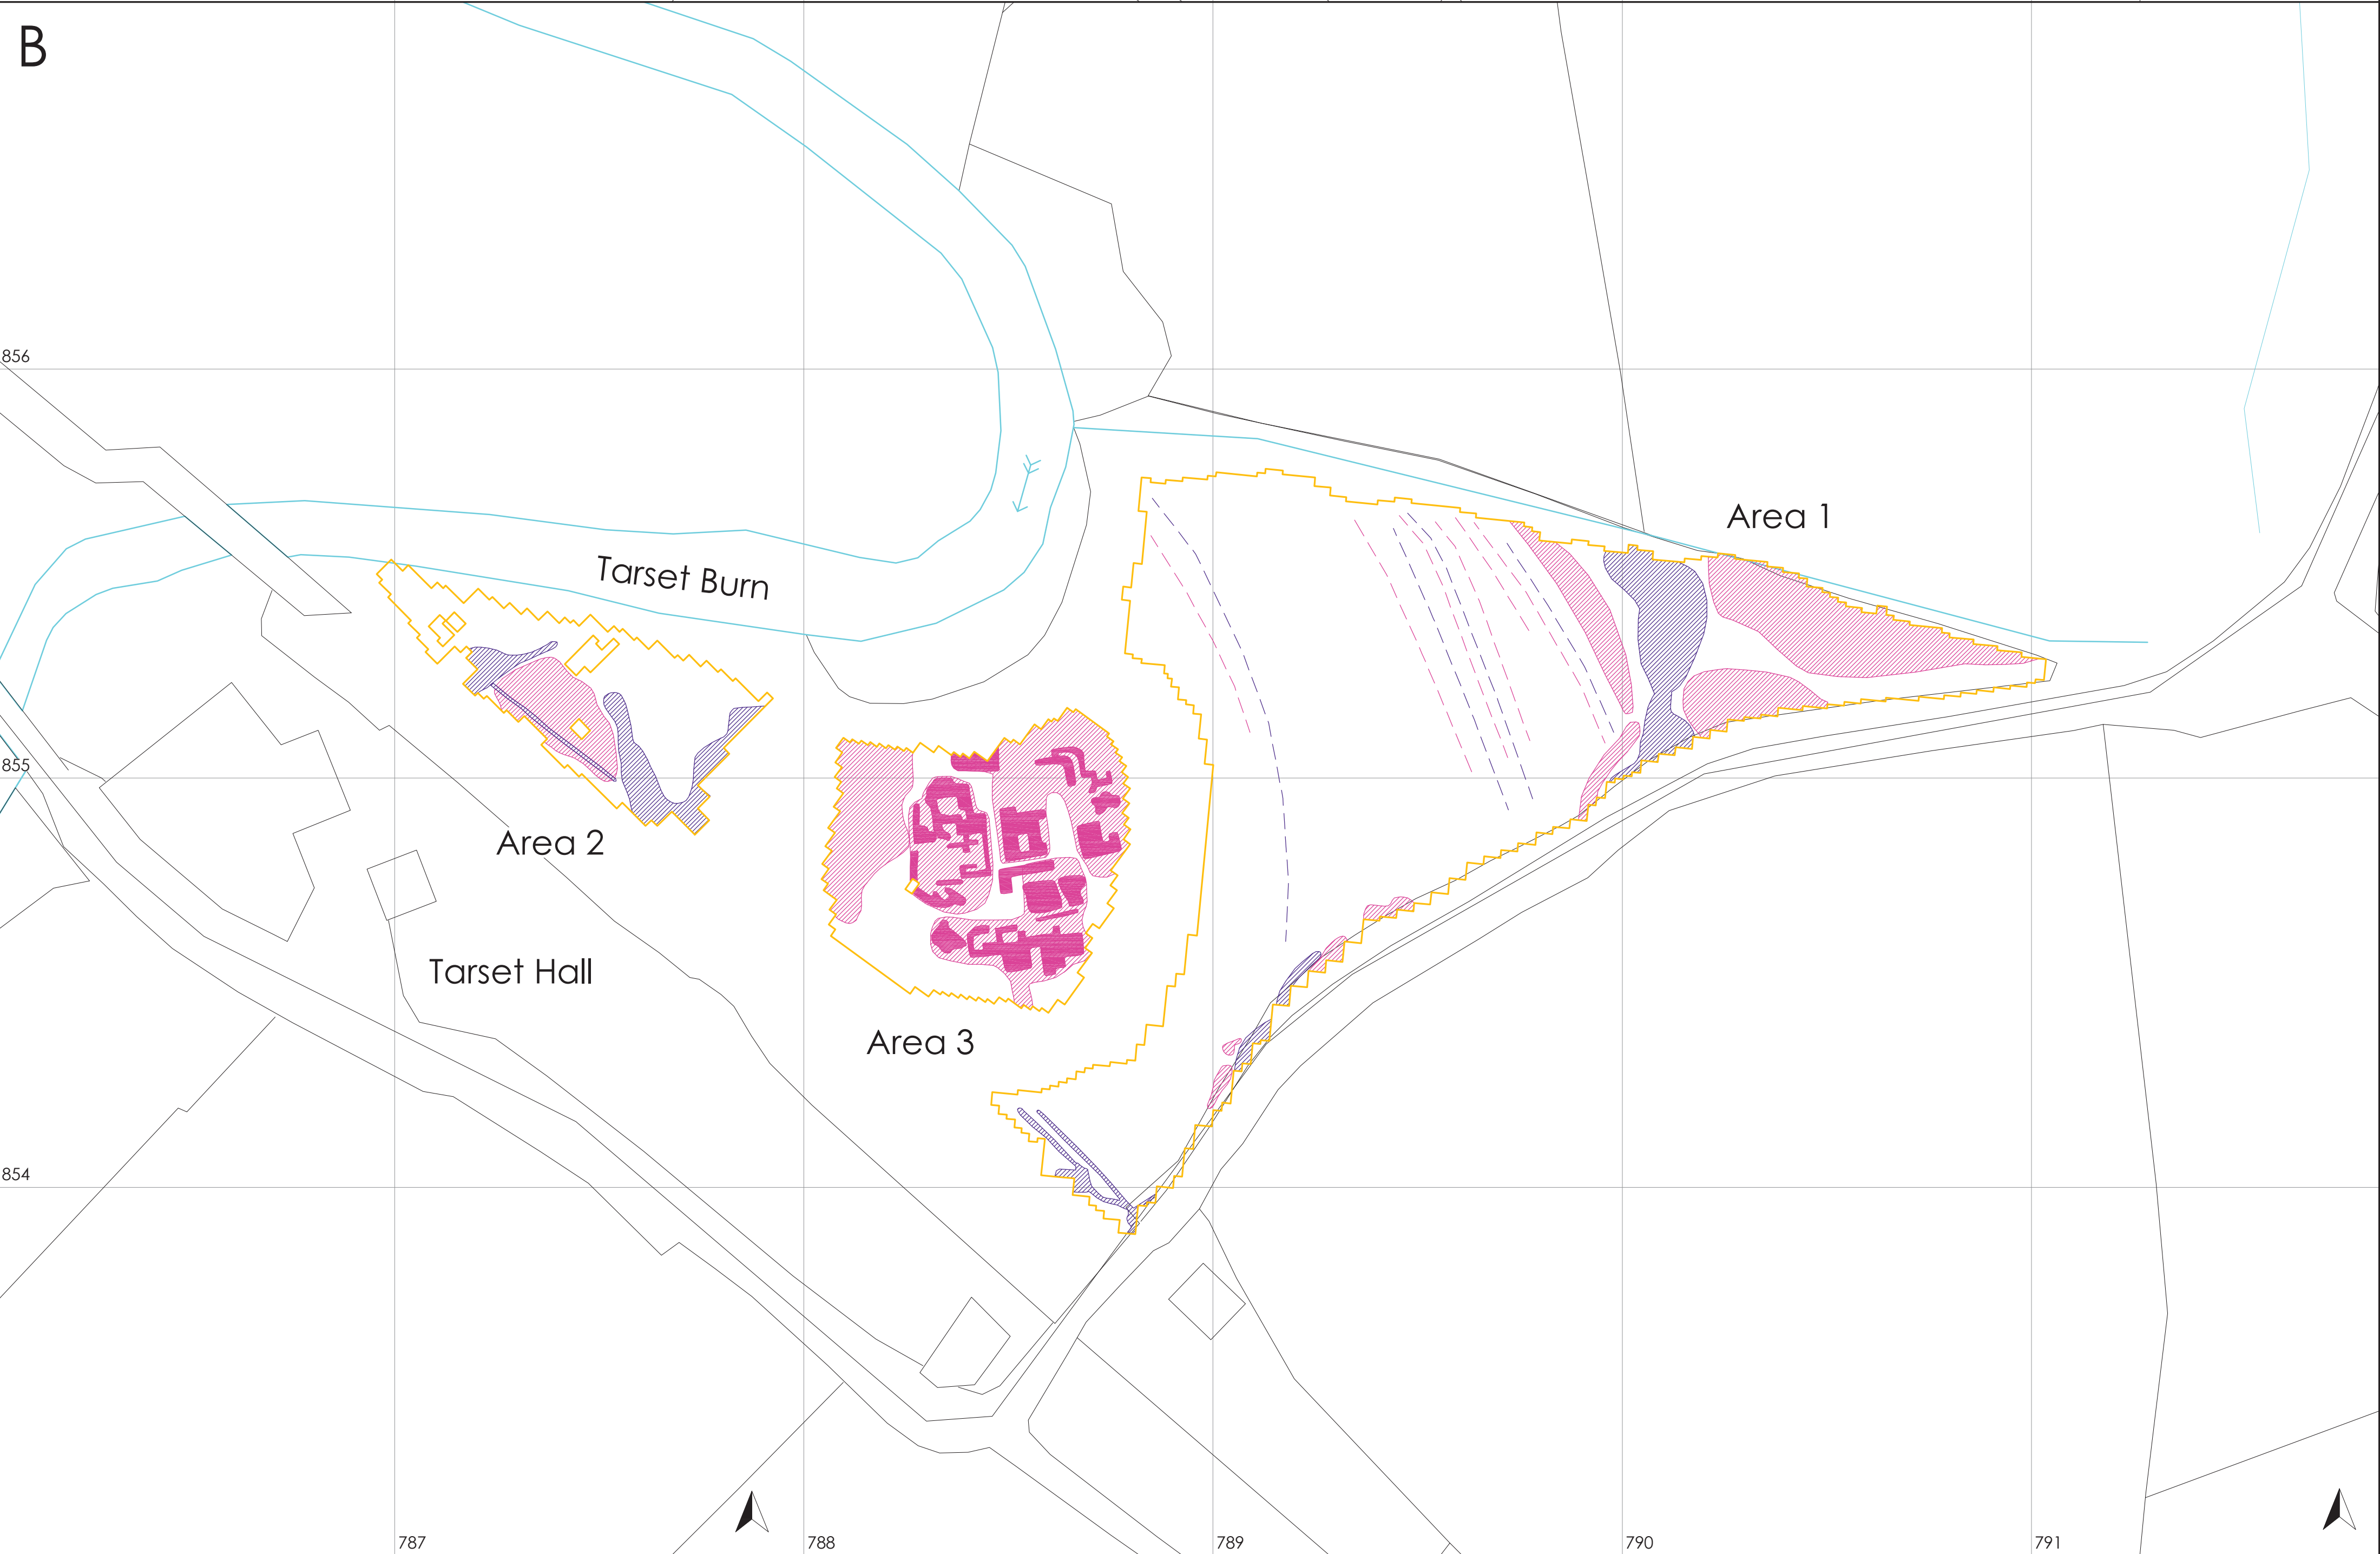 B
856
Area 1
Tarset Burn
855
Area 2
Tarset Hall
Area 3
854
787
788
789
790
791